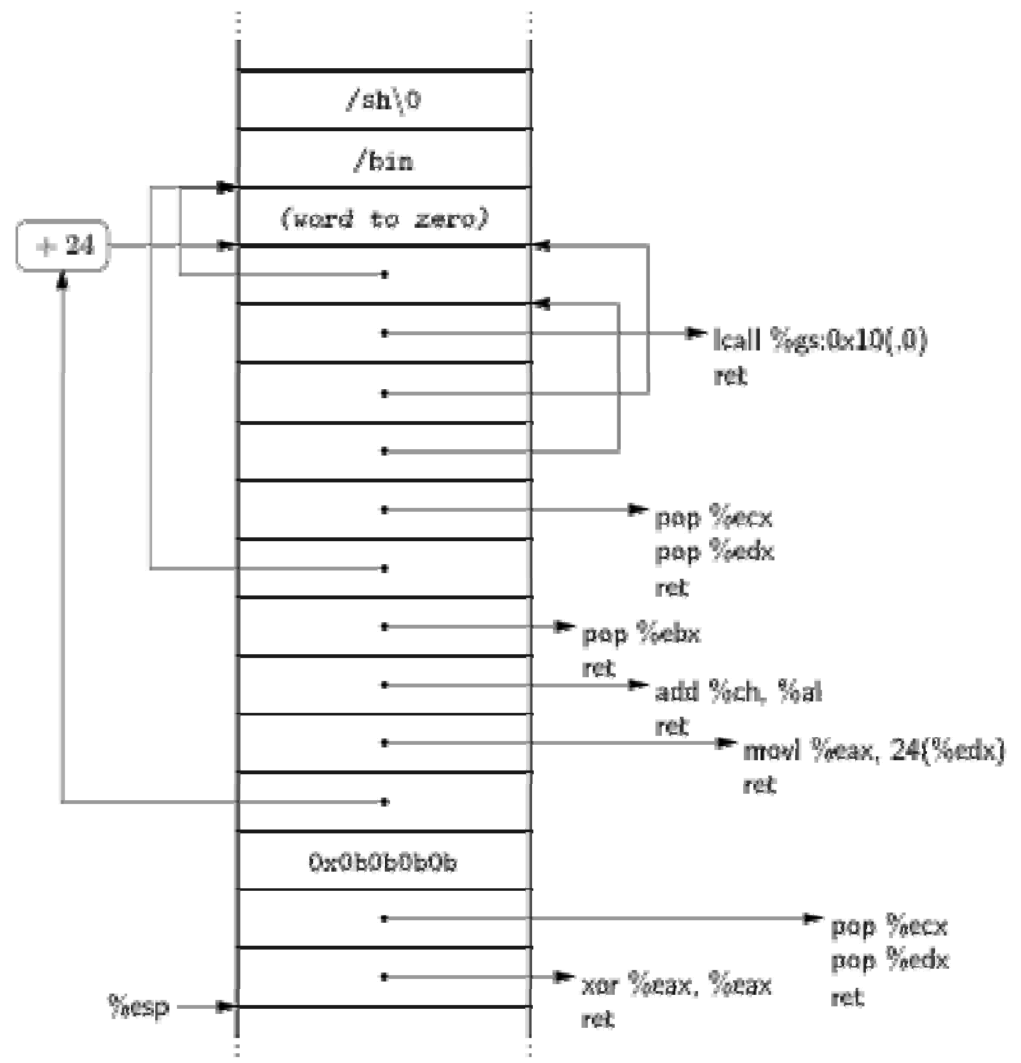 /sh\0
/bin
(word to zero)
+ 24
lcall %gs:0x10(,0)
ret
pop %ecx
pop %edx
ret
pop %ebx
ret
add %ch, %al
ret
movl %eax, 24(%edx)
ret
0x0b0b0b0b
pop %ecx
pop %edx
ret
xor %eax, %eax
ret
%esp